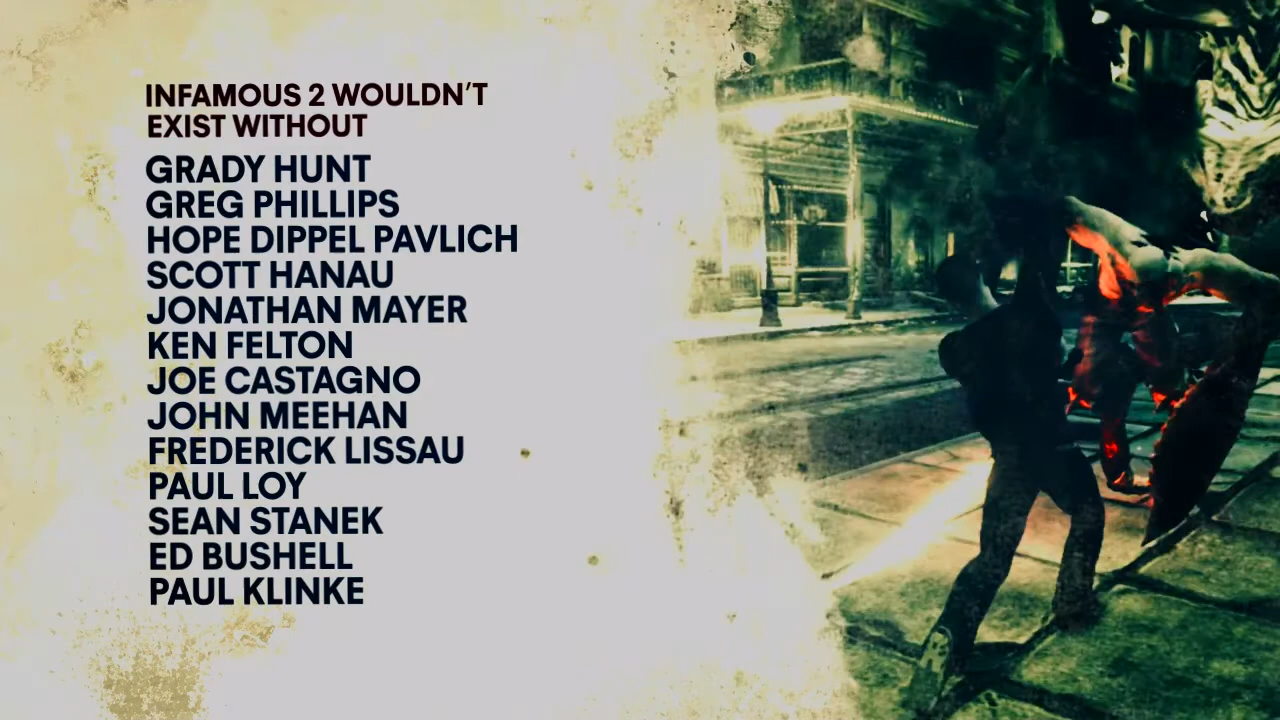 INFAMOUS 2 WOULDN'T
EXIST WITHOUT
GRADY HUNT
GREG PHILLIPS
HOPE DIPPEL PAVLICH
SCOTT HANAU
JONATHAN MAYER
KEN FELTON
JOE CASTAGNO
JOHN MEEHAN
FREDERICK LISSAU
PAUL LOY
SEAN STANEK
ED BUSHELL
PAUL KLINKE